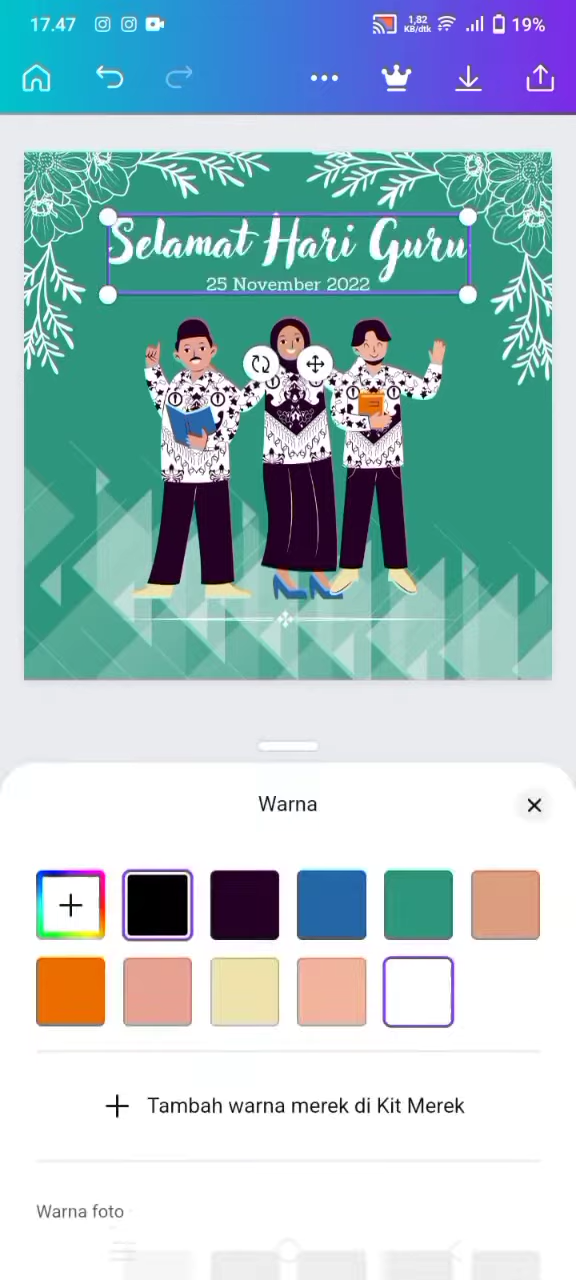 17.47
1,82
KB/dtk
19%
Selamat Hari Guru
25 November 2022
Warna
Tambah warna merek di Kit Merek
Warna foto